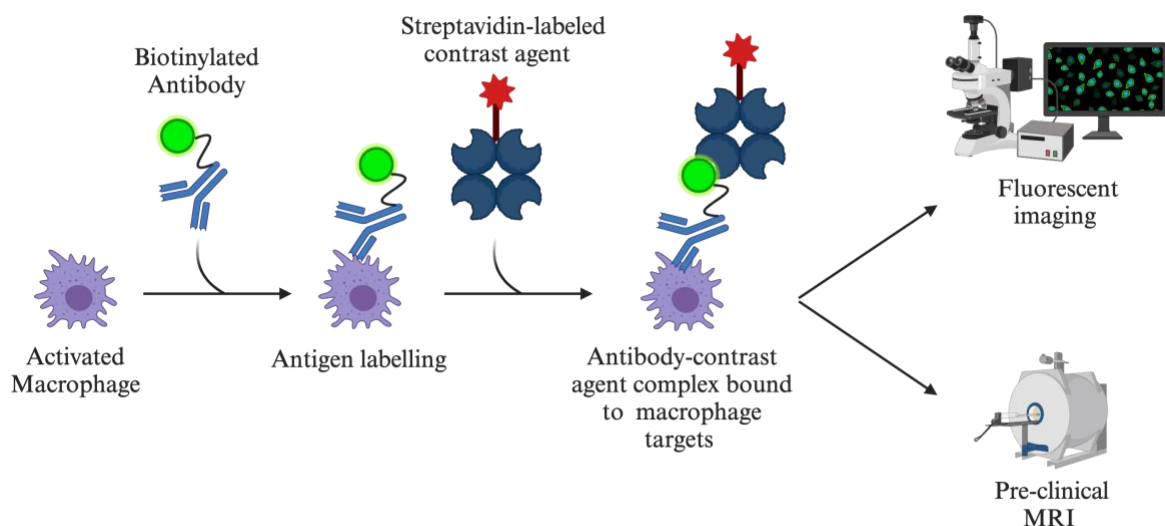 Biotinylated
Antibody
Streptavidin-labeled
contrast agent
Activated
Macrophage
Antigen labelling
Antibody-contrast
agent complex bound
to macrophage
targets
Fluorescent
imaging
Pre-clinical
MRI